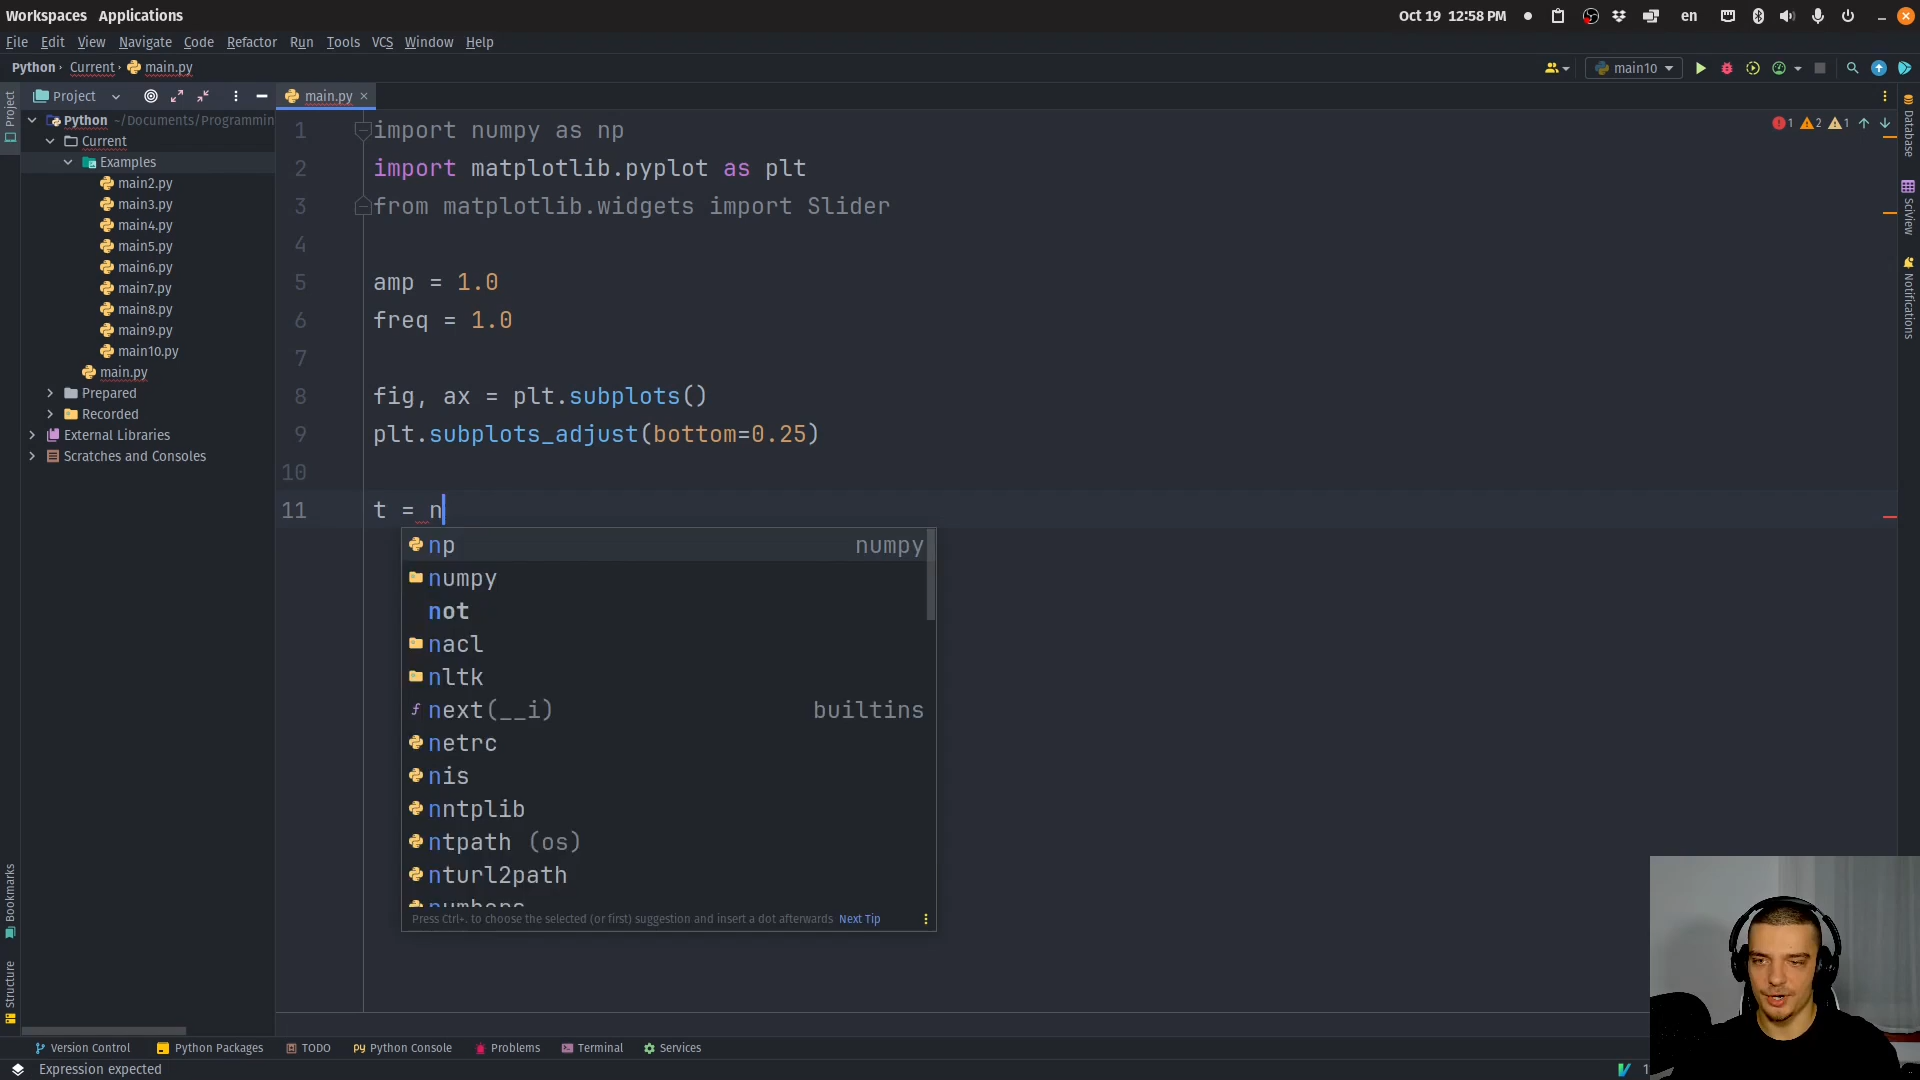 Workspaces Applications
Oct 19 12:58 PM
en
File Edit View Navigate Code Refactor Run Tools VCS Window Help
Python Current main.py
main10
Project
main.py
Python ~/Documents/Programmin
Current
Examples
main2.py
main3.py
main4.py
main5.py
main6.py
main7.py
main8.py
main9.py
main10.py
main.py
Prepared
Recorded
External Libraries
Scratches and Consoles
Project
Bookmarks
Structure
1 import numpy as np
2 import matplotlib.pyplot as plt
3 from matplotlib.widgets import Slider
4
5 amp = 1.0
6 freq = 1.0
7
8 fig, ax = plt.subplots()
9 plt.subplots_adjust(bottom=0.25)
10
11 t = n
1 2 1
np numpy
numpy
not
nacl
nltk
next(__i) builtins
netrc
nis
nntplib
ntpath (os)
nturl2path
numbers
Press Ctrl+. to choose the selected (or first) suggestion and insert a dot afterwards Next Tip
Database
SciView
Notifications
Version Control Python Packages TODO Python Console Problems Terminal Services
Expression expected